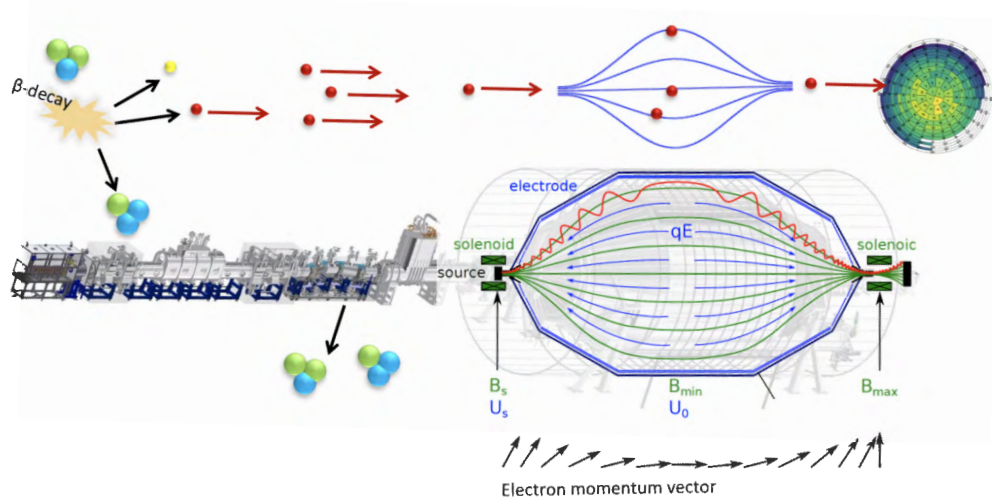 β-decay
electrode
qE
solenoid
solenoic
source
Bₛ
Uₛ
Bₘᵢₙ
U₀
Bₘₐₓ
Electron momentum vector